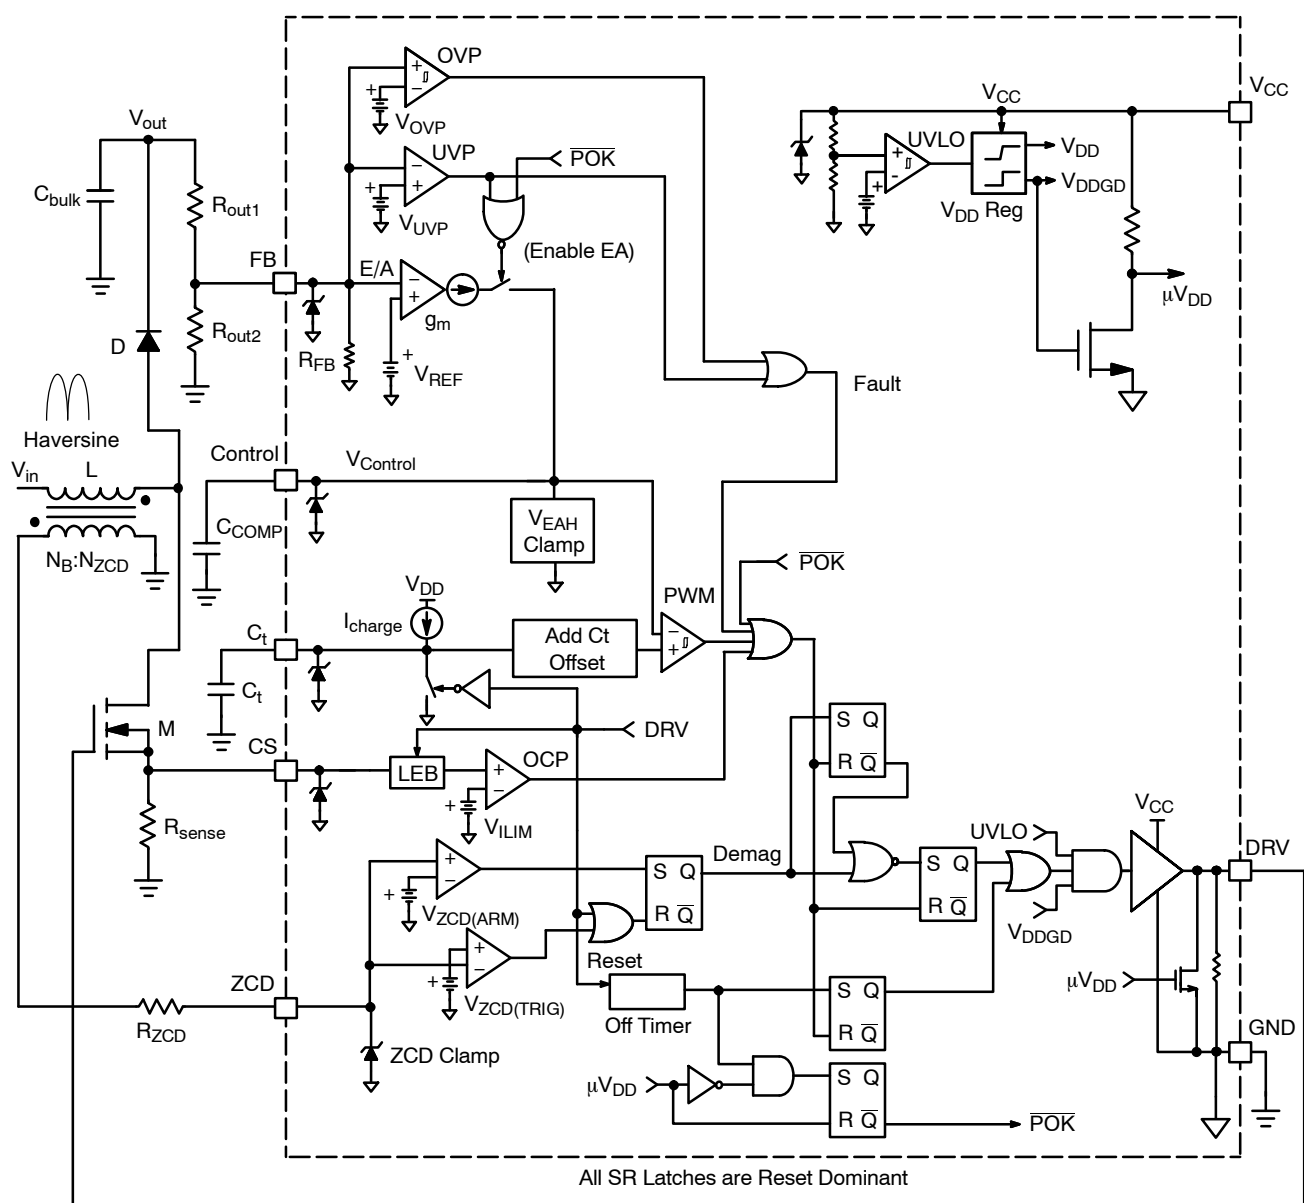 OVP
V_OVP
UVP
P̅O̅K̅
V_UVP
(Enable EA)
E/A
g_m
R_FB
V_REF
V_out
C_bulk
R_out1
R_out2
FB
D
Haversine
V_in
L
N_B:N_ZCD
Control
V_Control
C_COMP
V_EAH
Clamp
Fault
V_CC
V_CC
UVLO
V_DD
V_DDGD
V_DD Reg
μV_DD
V_DD
I_charge
C_t
C_t
Add Ct
Offset
PWM
P̅O̅K̅
DRV
M
CS
LEB
OCP
V_ILIM
R_sense
S Q
R Q̅
Demag
V_ZCD(ARM)
S Q
R Q̅
V_ZCD(TRIG)
Reset
Off Timer
ZCD
R_ZCD
ZCD Clamp
S Q
R Q̅
UVLO
V_DDGD
V_CC
DRV
μV_DD
GND
S Q
R Q̅
μV_DD
S Q
R Q̅
P̅O̅K̅
All SR Latches are Reset Dominant